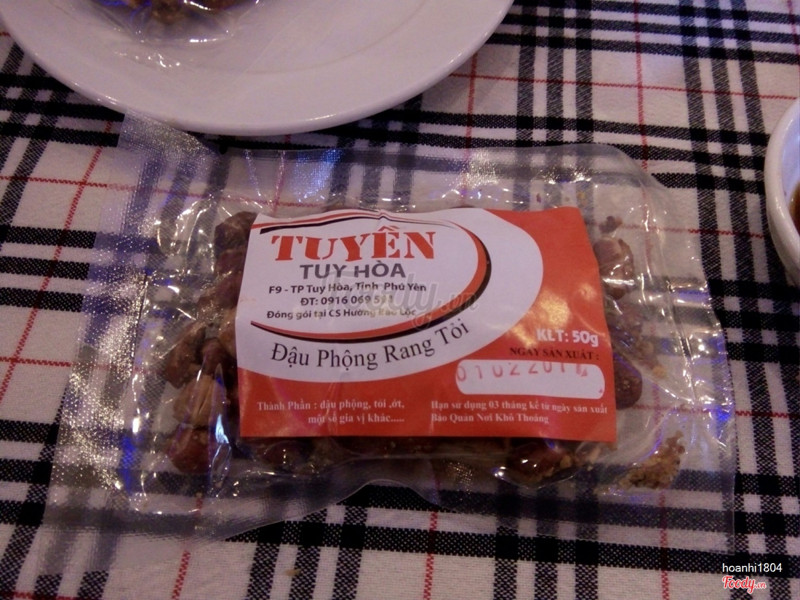 TUYỀN
TUY HÒA
F9 - TP Tuy Hòa, Tỉnh Phú Yên
ĐT: 0916 069
Đóng gói tại CS Hương Lộc
Đậu Phộng Rang Tỏi
KLT: 50g
NGAY SẢN XUẤT :
Thành Phần : đậu phộng, tỏi ,ớt,
một số gia vị khác.....
Hạn sử dụng 03 tháng kể từ ngày sản xuất
Bảo Quản Nơi Khô Thoáng
hoanhi1804
Foody.vn